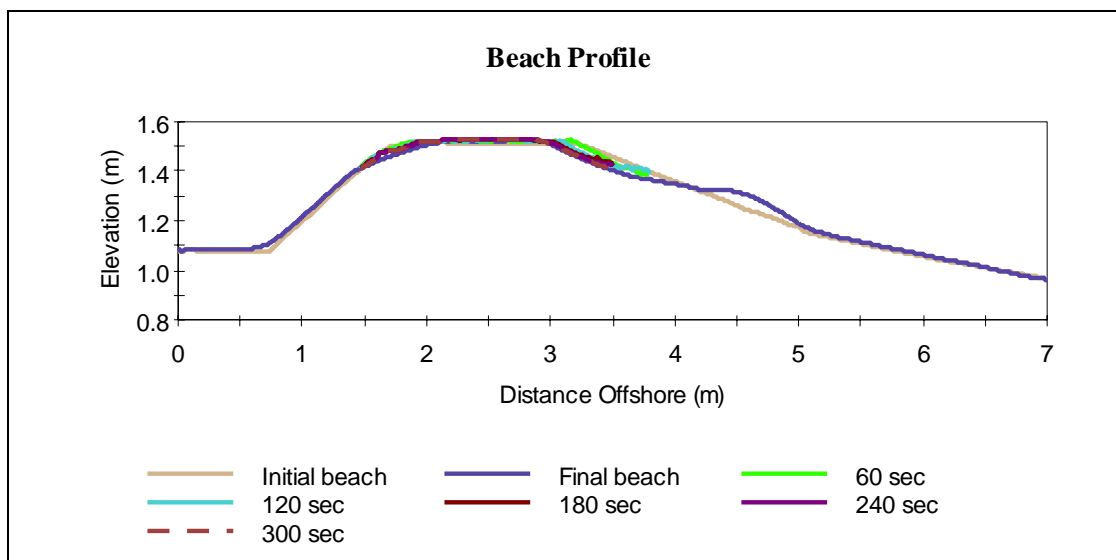 Beach Profile
1.6
1.4
1.2
1.0
0.8
Elevation (m)
0 1 2 3 4 5 6 7
Distance Offshore (m)
Initial beach Final beach 60 sec
120 sec 180 sec 240 sec
300 sec